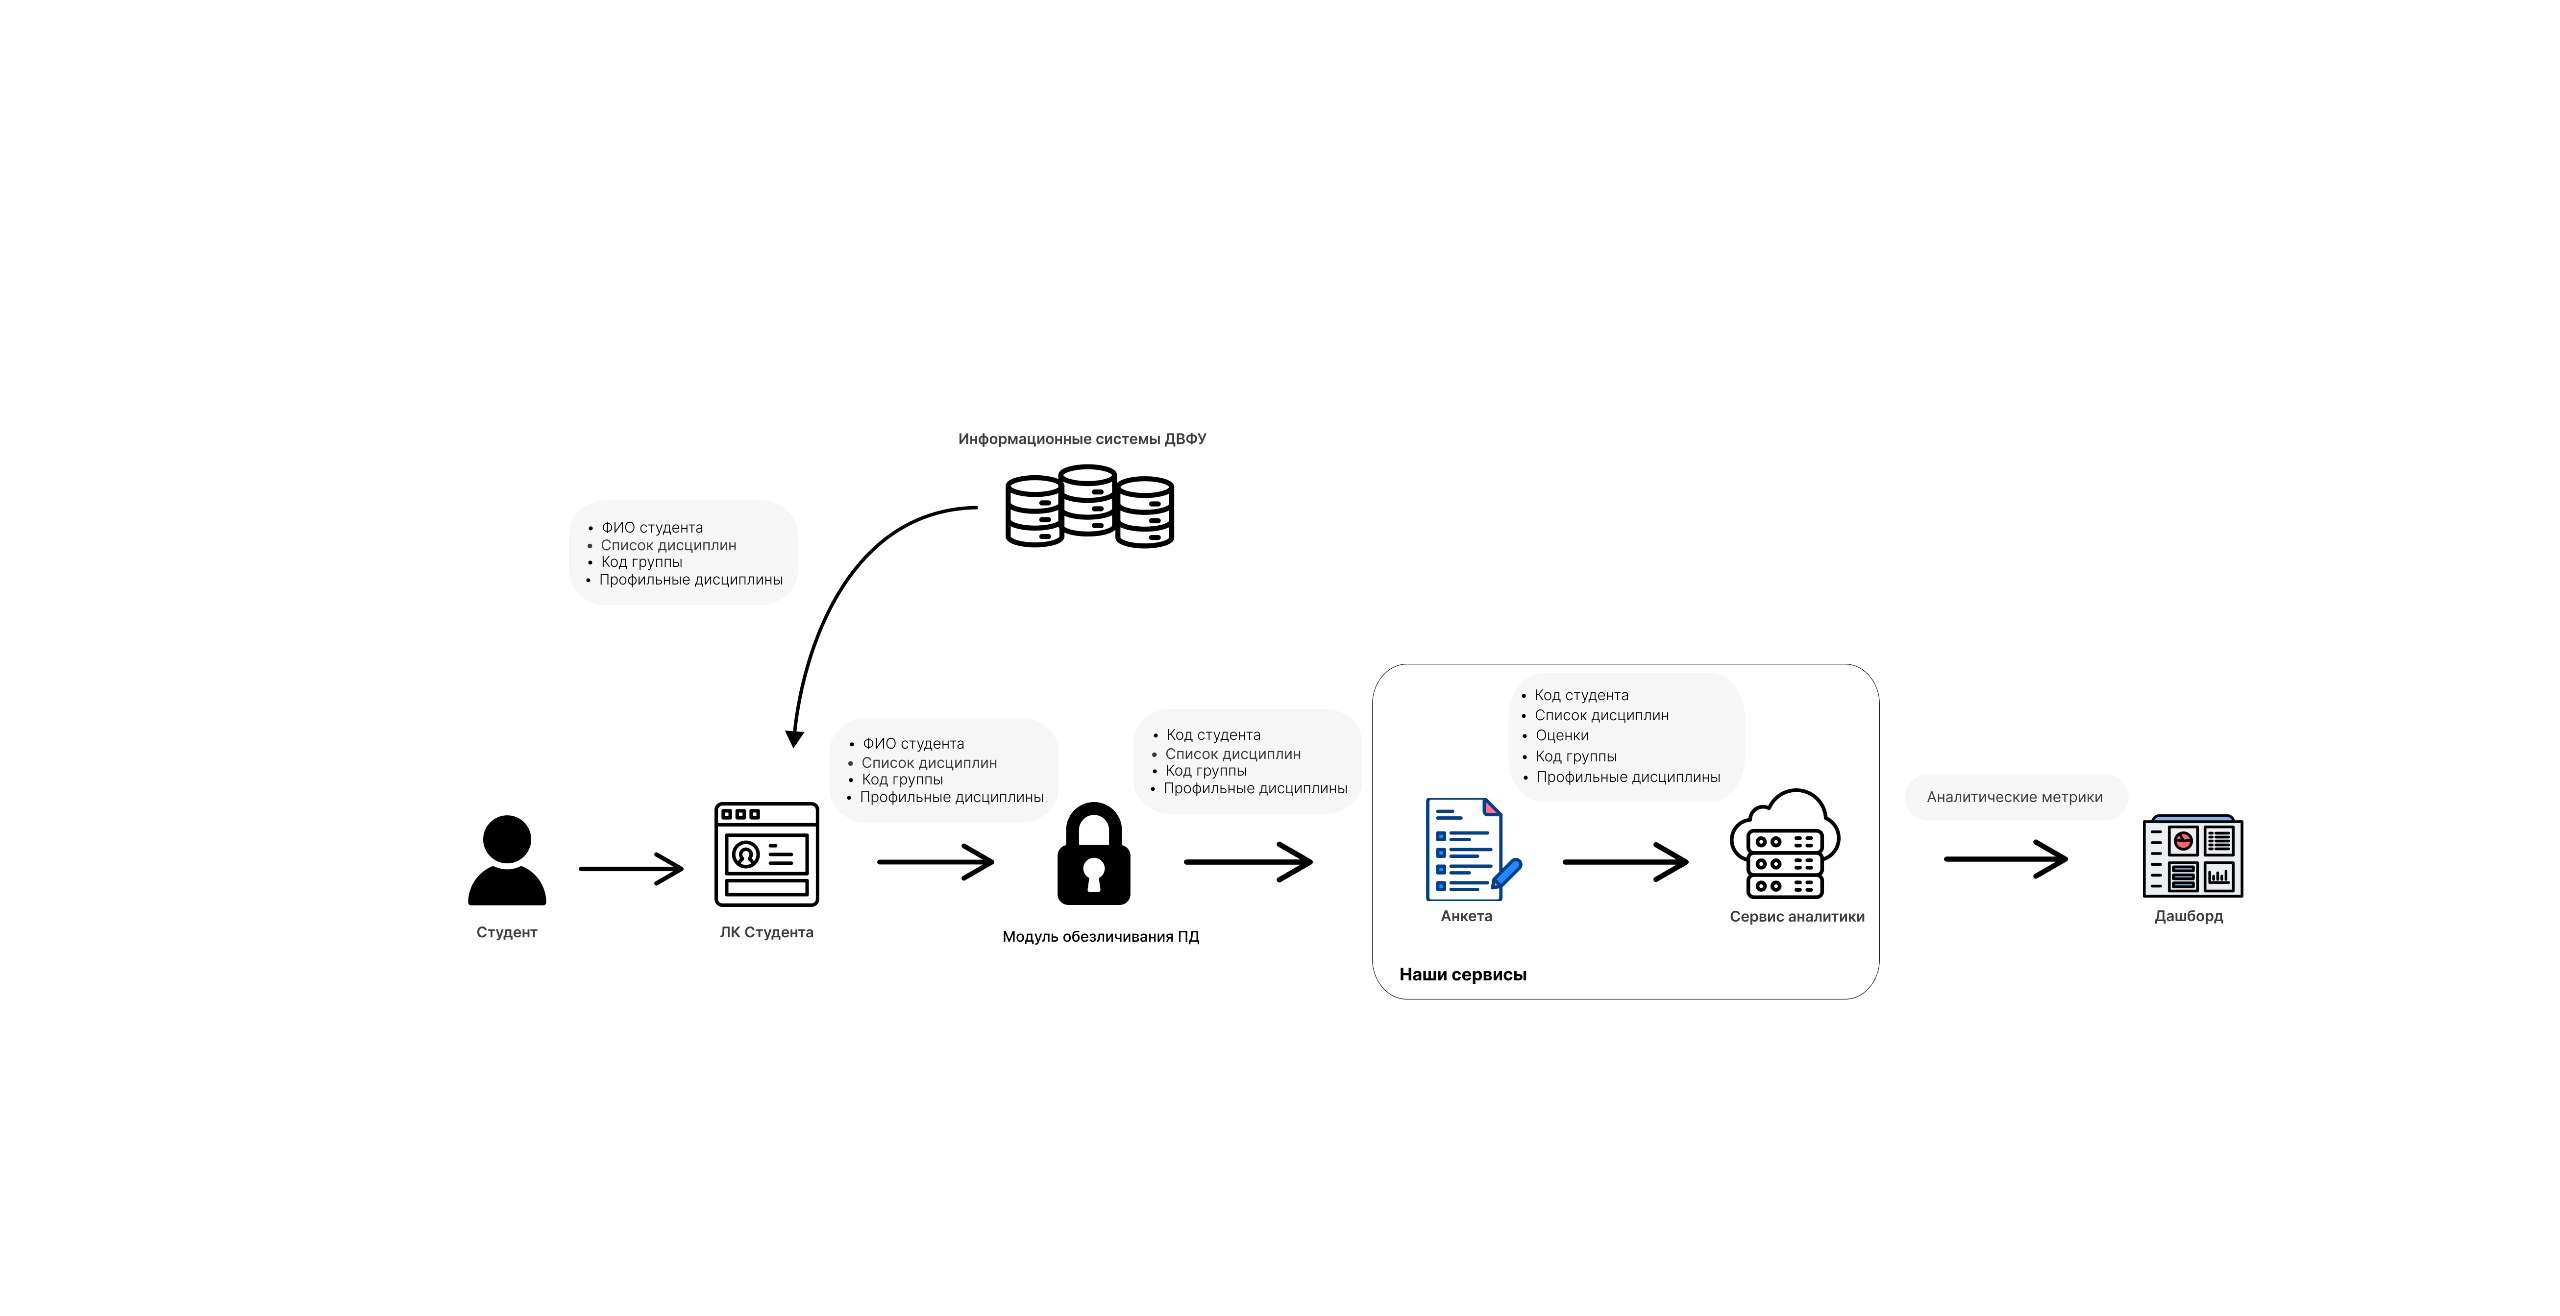 Информационные системы ДВФУ
• ФИО студента
• Список дисциплин
• Код группы
• Профильные дисциплины
• ФИО студента
• Список дисциплин
• Код группы
• Профильные дисциплины
• Код студента
• Список дисциплин
• Код группы
• Профильные дисциплины
• Код студента
• Список дисциплин
• Оценки
• Код группы
• Профильные дисциплины
Аналитические метрики
Студент
ЛК Студента
Модуль обезличивания ПД
Анкета
Сервис аналитики
Дашборд
Наши сервисы